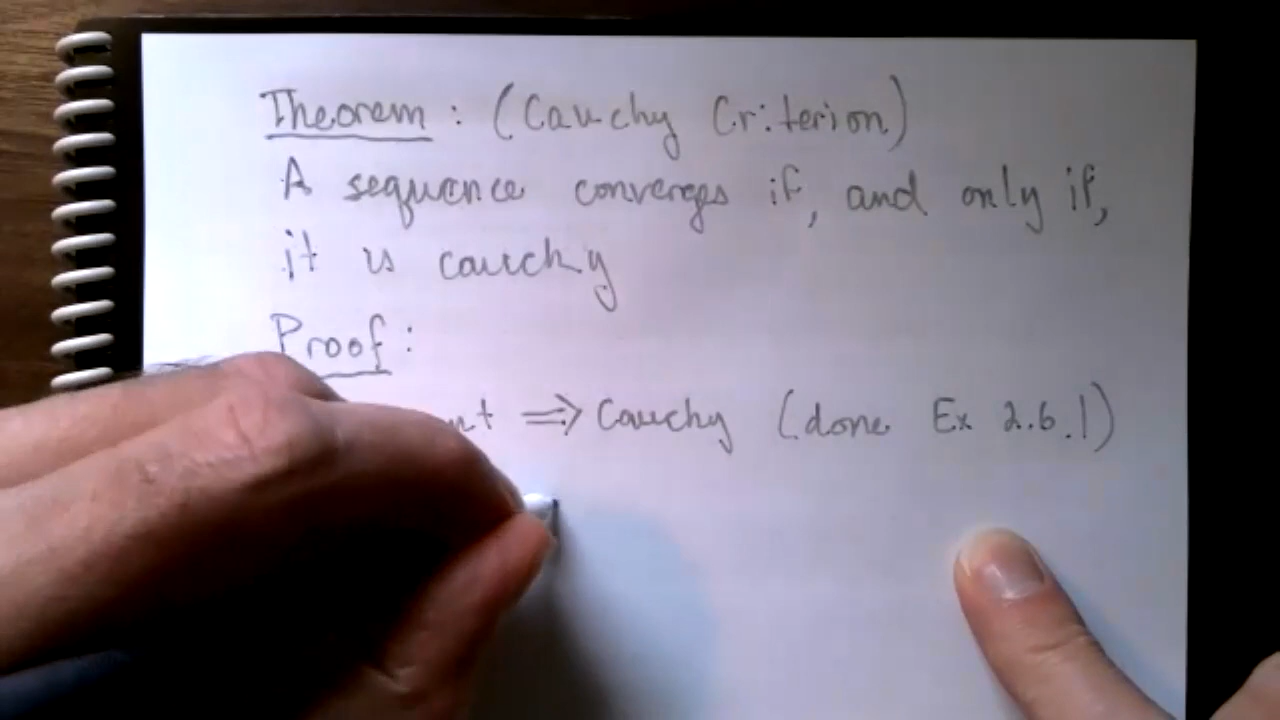 Theorem : (Cauchy Criterion)
A sequence converges if, and only if,
it is cauchy
Proof :
⇒ Cauchy (done Ex 2.6.1)